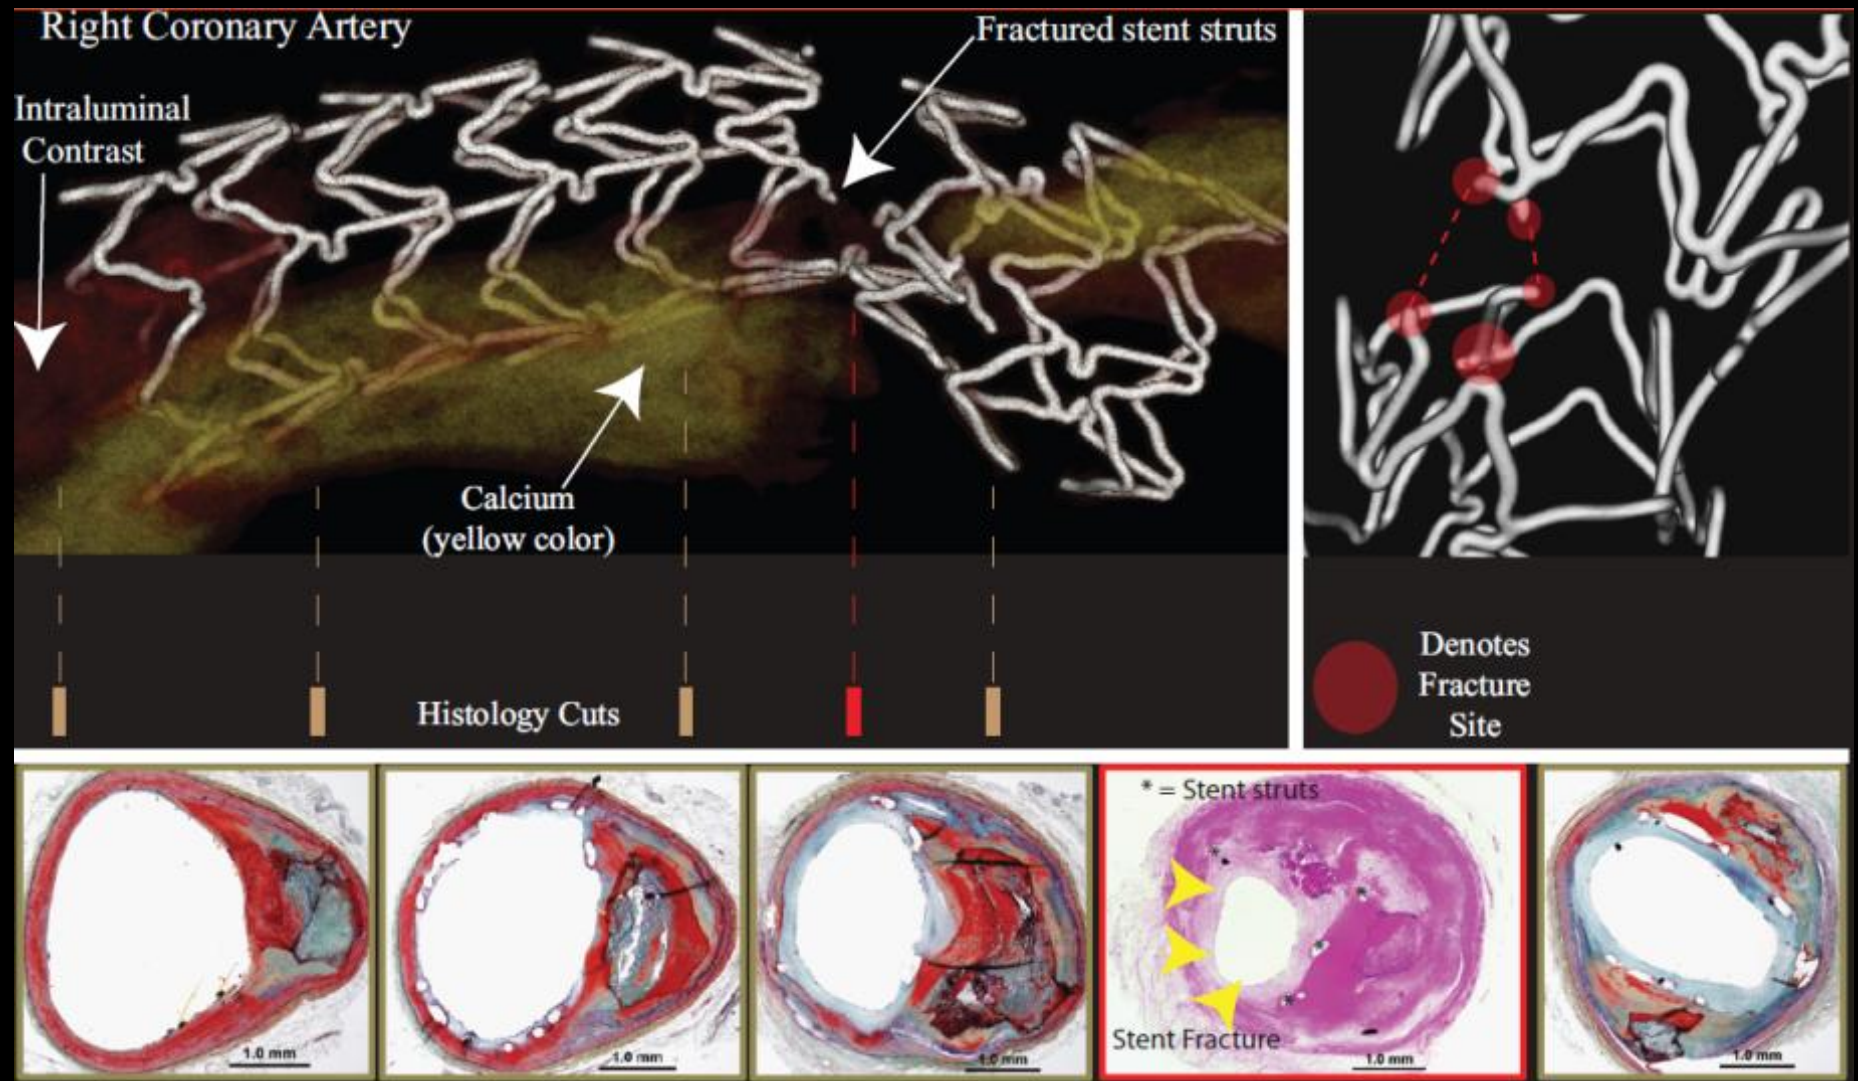 Right Coronary Artery
Fractured stent struts
Intraluminal
Contrast
Calcium
(yellow color)
Histology Cuts
Denotes
Fracture
Site
* = Stent struts
*
*
*
*
Stent Fracture
1.0 mm
1.0 mm
1.0 mm
1.0 mm
1.0 mm